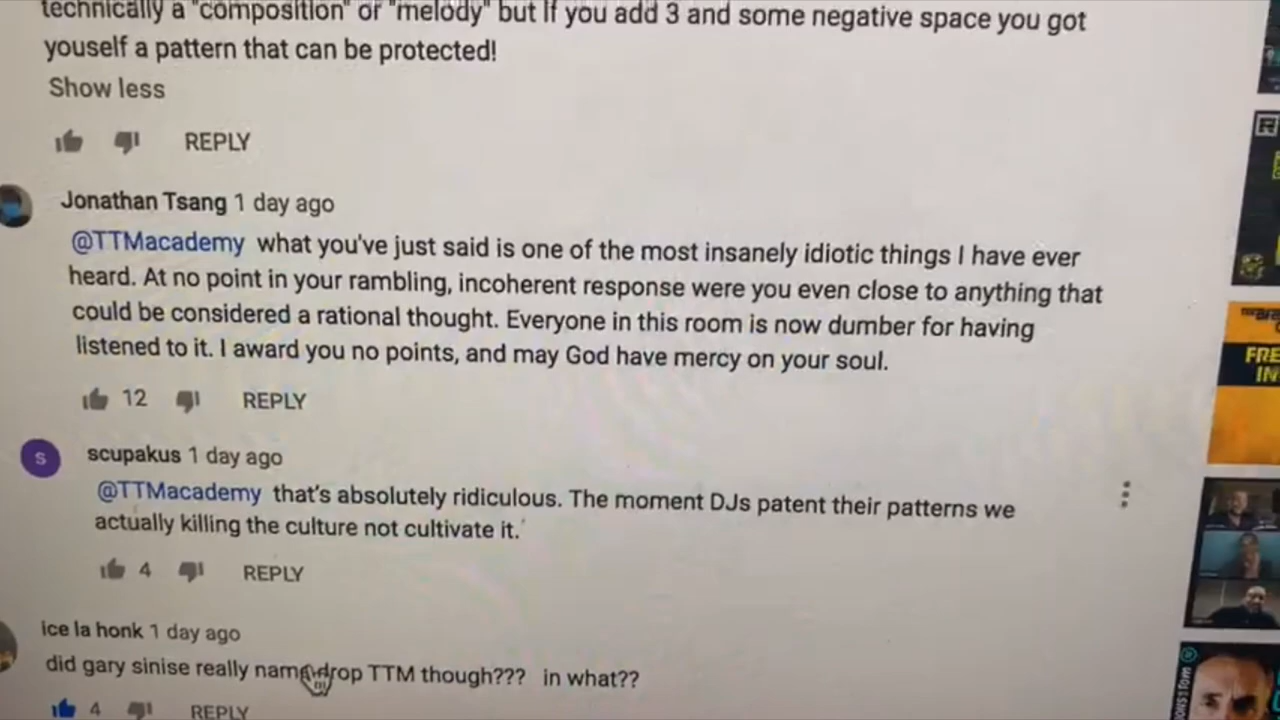 technically a "composition" or "melody" but if you add 3 and some negative space you got
youself a pattern that can be protected!
Show less
REPLY
Jonathan Tsang 1 day ago
@TTMacademy what you've just said is one of the most insanely idiotic things I have ever
heard. At no point in your rambling, incoherent response were you even close to anything that
could be considered a rational thought. Everyone in this room is now dumber for having
listened to it. I award you no points, and may God have mercy on your soul.
12 REPLY
S
scupakus 1 day ago
@TTMacademy that's absolutely ridiculous. The moment DJs patent their patterns we
actually killing the culture not cultivate it.
4 REPLY
ice la honk 1 day ago
did gary sinise really name drop TTM though??? in what??
4 REPLY
FRE
IN